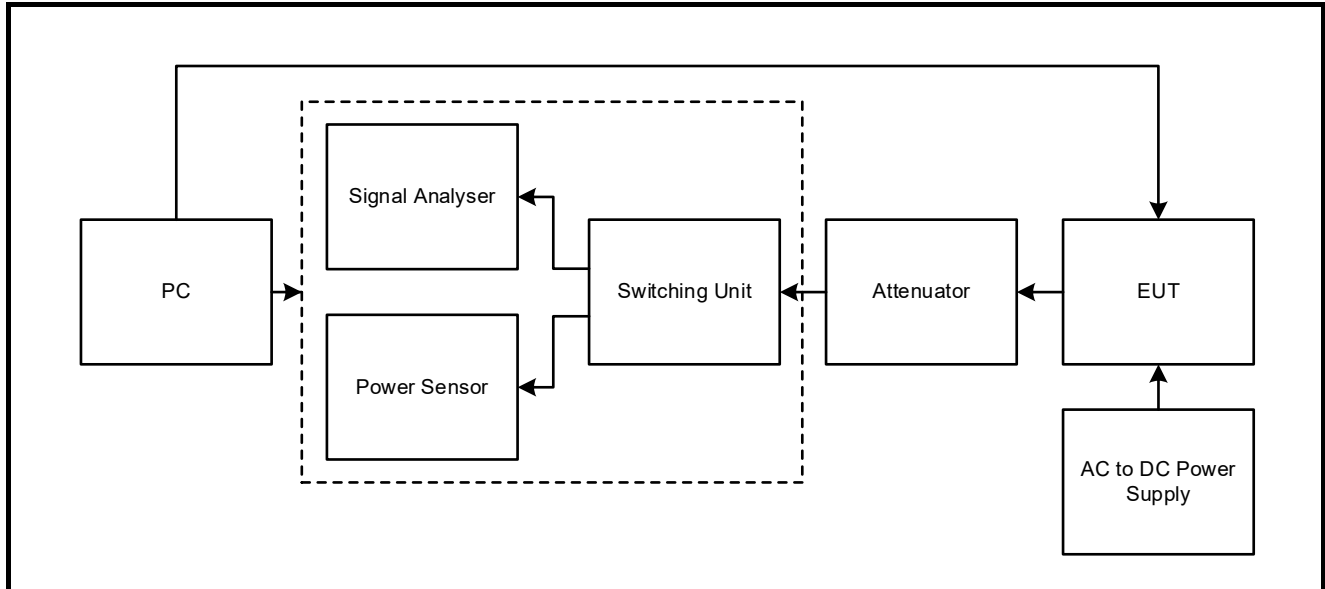 Signal Analyser
PC
Switching Unit
Attenuator
EUT
Power Sensor
AC to DC Power
Supply